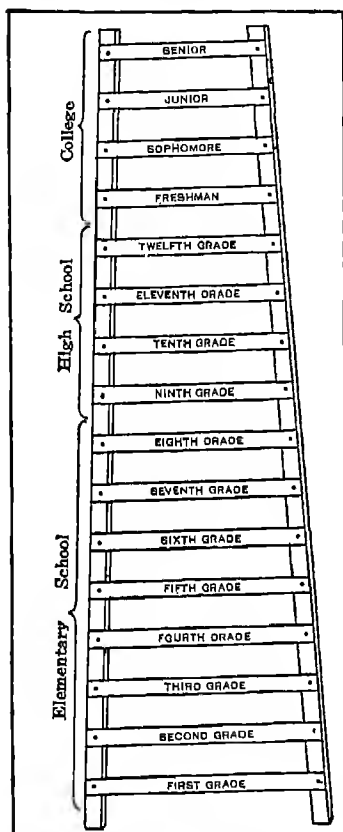 College
SENIOR
JUNIOR
SOPHOMORE
FRESHMAN
High School
TWELFTH GRADE
ELEVENTH GRADE
TENTH GRADE
NINTH GRADE
Elementary School
EIGHTH GRADE
SEVENTH GRADE
SIXTH GRADE
FIFTH GRADE
FOURTH GRADE
THIRD GRADE
SECOND GRADE
FIRST GRADE